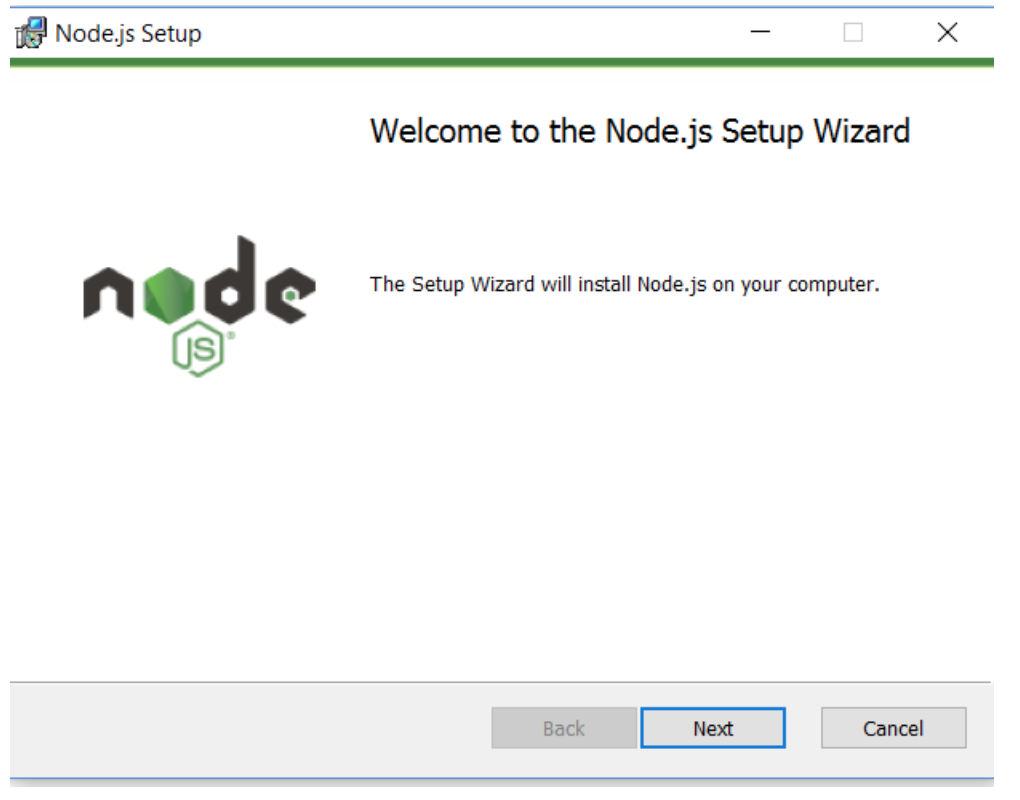 Node.js Setup
Welcome to the Node.js Setup Wizard
node
JS®
The Setup Wizard will install Node.js on your computer.
Back
Next
Cancel